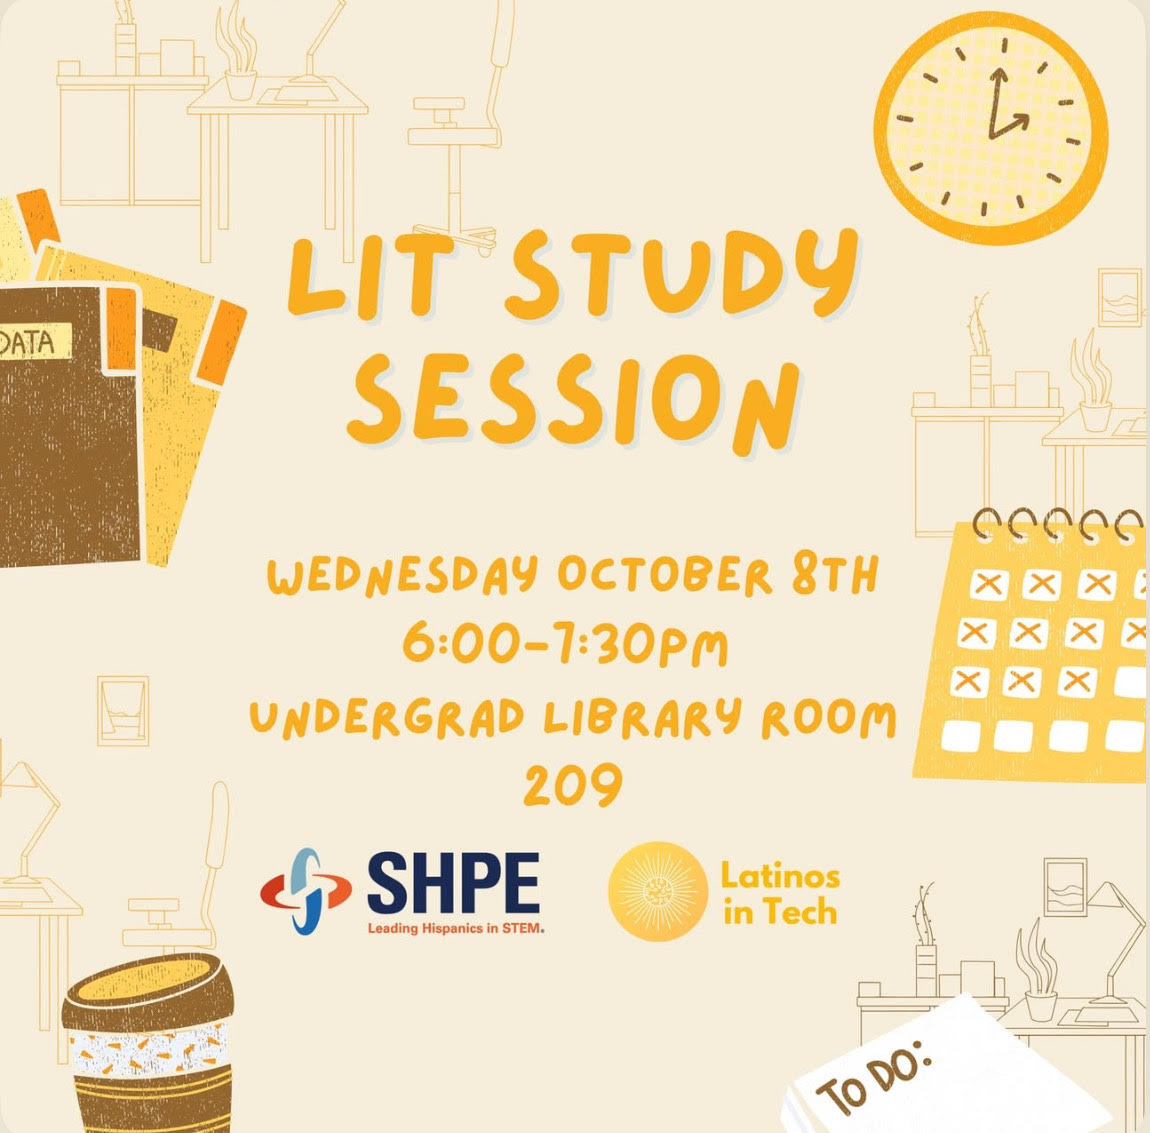 LIT STUDY
SESSION
DATA
WEDNESDAY OCTOBER 8TH
6:00-7:30PM
UNDERGRAD LIBRARY ROOM
209
SHPE
Leading Hispanics in STEM.
Latinos
in Tech
TO DO: